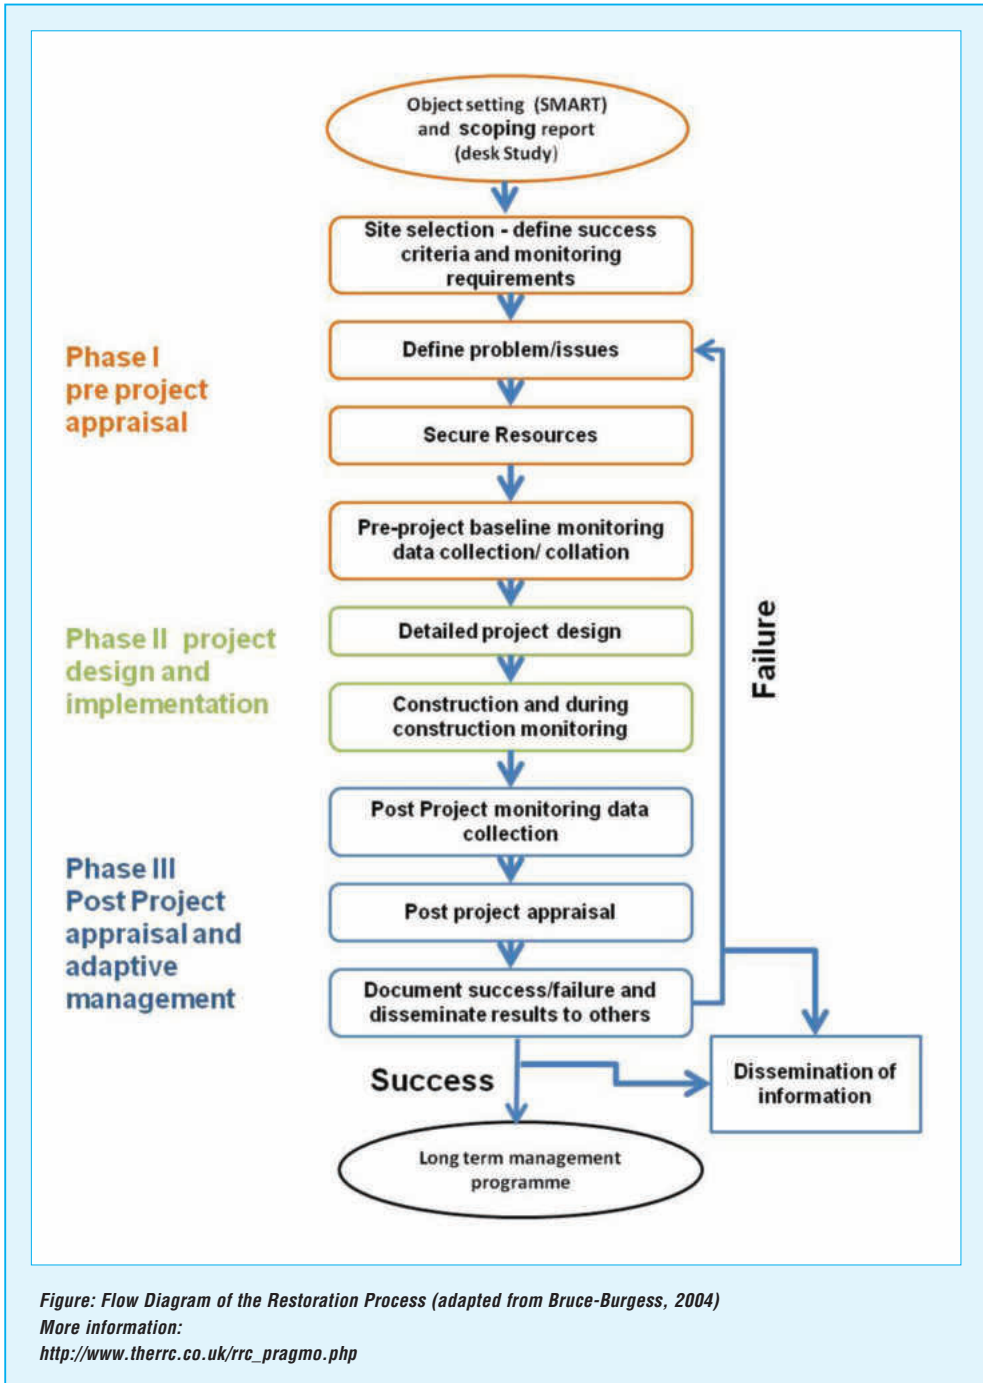 Object setting (SMART)
and scoping report
(desk Study)
Site selection - define success
criteria and monitoring
requirements
Phase I
pre project
appraisal
Define problem/issues
Secure Resources
Pre-project baseline monitoring
data collection/ collation
Phase II project
design and
implementation
Detailed project design
Construction and during
construction monitoring
Failure
Phase III
Post Project
appraisal and
adaptive
management
Post Project monitoring data
collection
Post project appraisal
Document success/failure and
disseminate results to others
Success
Dissemination of
information
Long term management
programme
Figure: Flow Diagram of the Restoration Process (adapted from Bruce-Burgess, 2004)
More information:
http://www.therrc.co.uk/rrc_pragmo.php